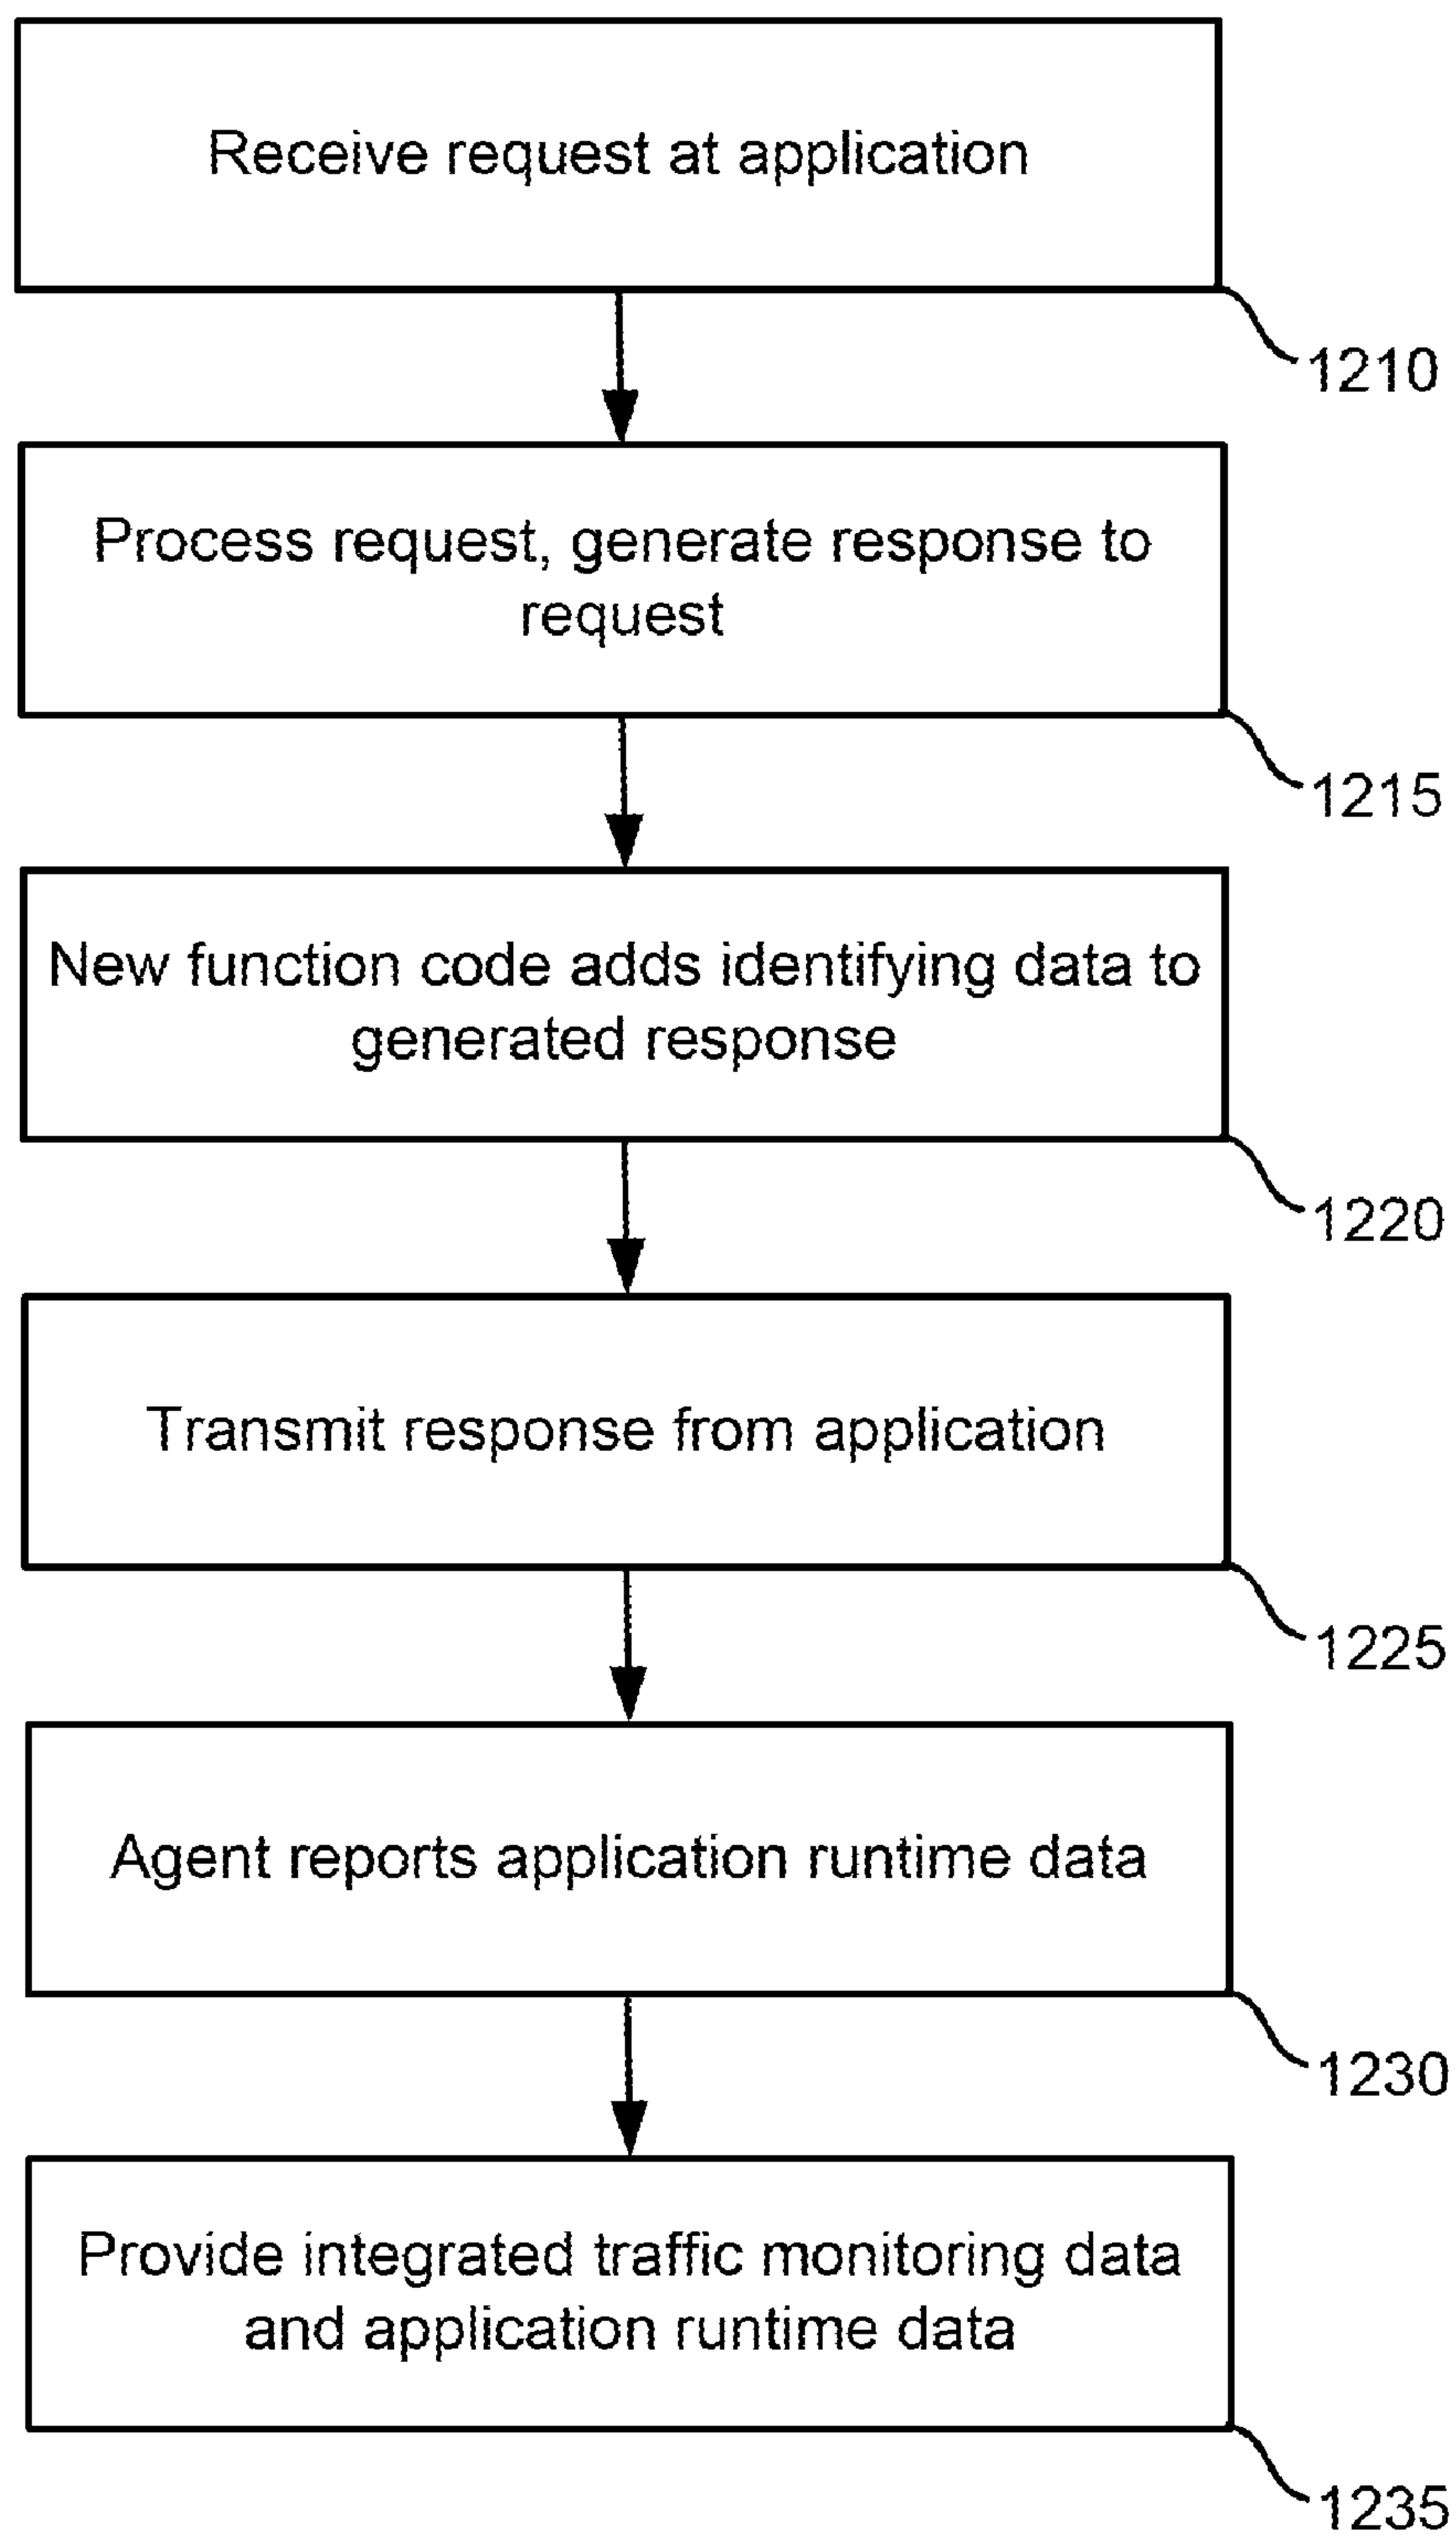 Receive request at application
1210
Process request, generate response to
request
1215
New function code adds identifying data to
generated response
1220
Transmit response from application
1225
Agent reports application runtime data
1230
Provide integrated traffic monitoring data
and application runtime data
1235